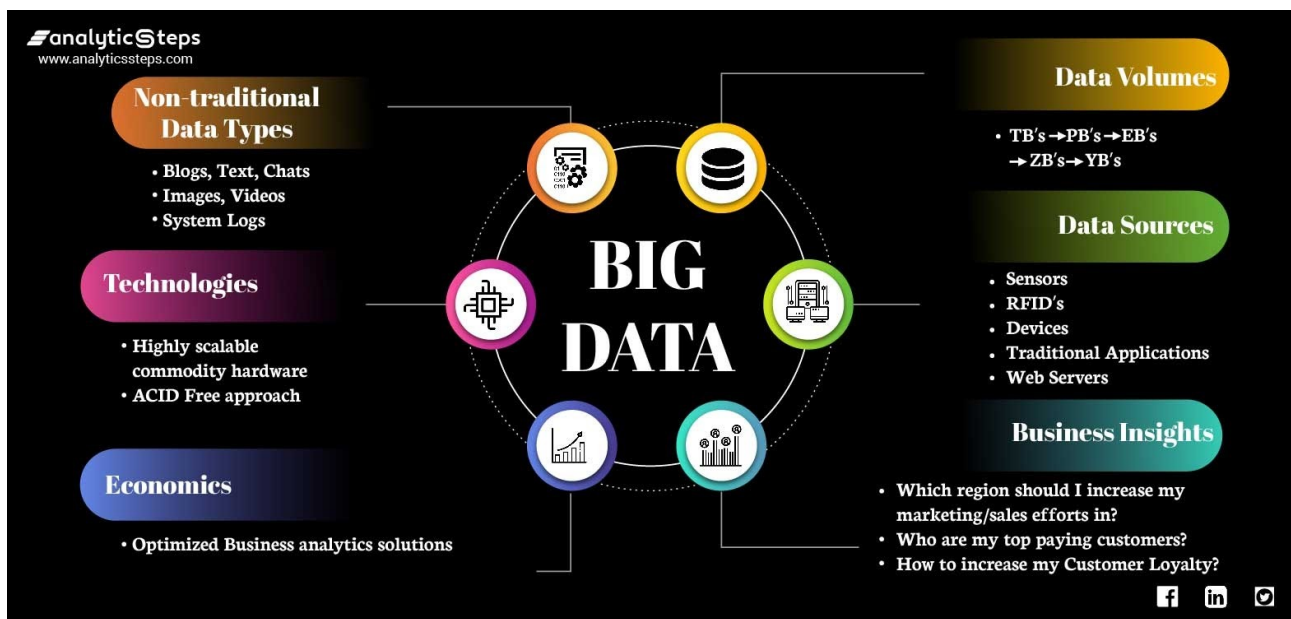 analyticSteps
www.analyticssteps.com
Non-traditional
Data Types
• Blogs, Text, Chats
• Images, Videos
• System Logs
Technologies
• Highly scalable
commodity hardware
• ACID Free approach
Economics
• Optimized Business analytics solutions
BIG
DATA
Data Volumes
• TB's→PB's→EB's
→ZB's→YB's
Data Sources
• Sensors
• RFID's
• Devices
• Traditional Applications
• Web Servers
Business Insights
• Which region should I increase my
marketing/sales efforts in?
• Who are my top paying customers?
• How to increase my Customer Loyalty?